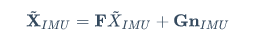 X̃_IMU = FX̃_IMU + Gn_IMU